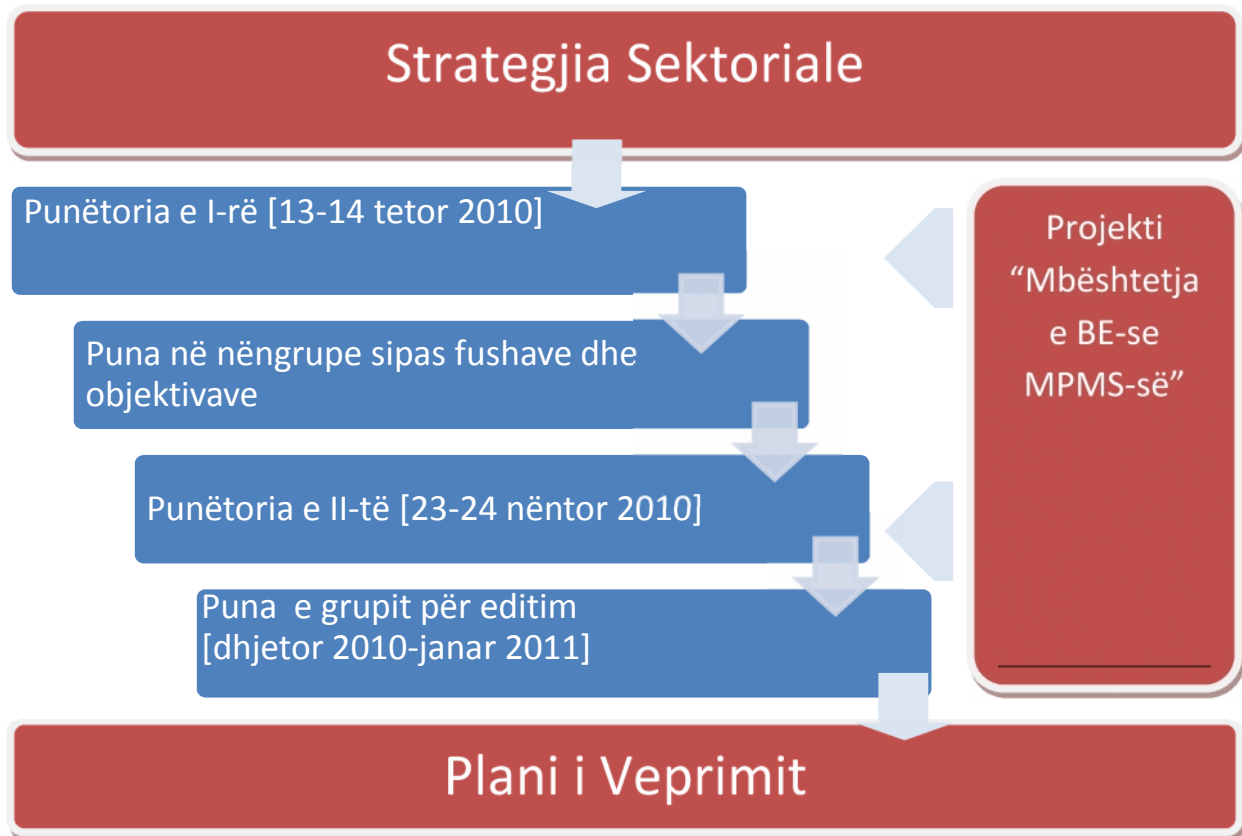 Strategjia Sektoriale
Punëtoria e I-rë [13-14 tetor 2010]
Puna në nëngrupe sipas fushave dhe
objektivave
Punëtoria e II-të [23-24 nëntor 2010]
Puna  e grupit për editim
[dhjetor 2010-janar 2011]
Projekti
“Mbështetja
e BE-se
MPMS-së”
Plani i Veprimit